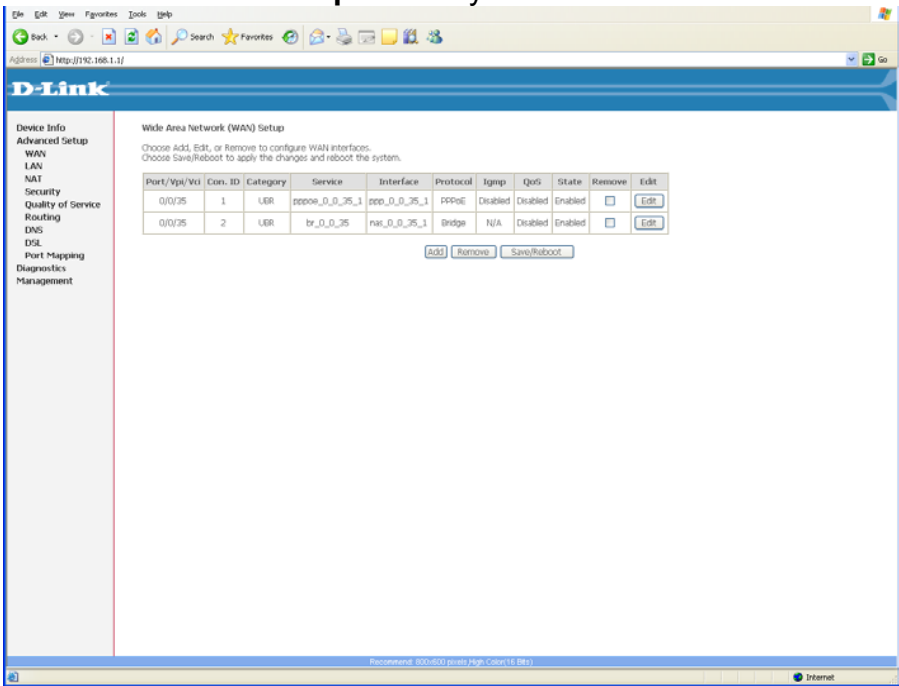 File Edit View Favorites Tools Help
Back Search Favorites
Address http://192.168.1.1/ Go
D-Link
Device Info
Advanced Setup
WAN
LAN
NAT
Security
Quality of Service
Routing
DNS
DSL
Port Mapping
Diagnostics
Management
Wide Area Network (WAN) Setup
Choose Add, Edit, or Remove to configure WAN interfaces.
Choose Save/Reboot to apply the changes and reboot the system.
Port/Vpi/Vci Con. ID Category Service Interface Protocol Igmp QoS State Remove Edit
0/0/35 1 UBR pppoe_0_0_35_1 ppp_0_0_35_1 PPPoE Disabled Disabled Enabled Edit
0/0/35 2 UBR br_0_0_35 nas_0_0_35_1 Bridge N/A Disabled Enabled Edit
Add Remove Save/Reboot
Recommend: 800x600 pixels,High Color(16 Bits)
Internet